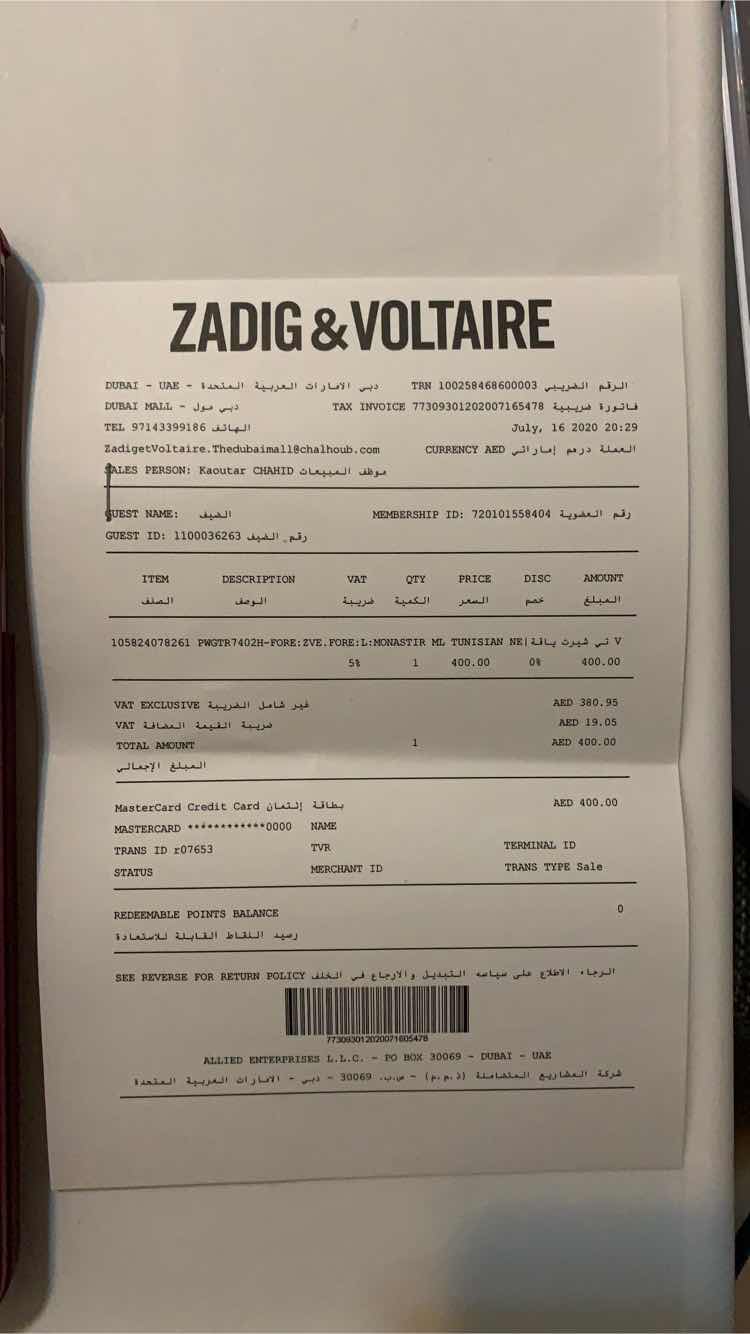 ZADIG & VOLTAIRE
DUBAI - UAE - دبي الامارات العربية المتحدة TRN 100258468600003 الرقم الضريبي
DUBAI MALL - دبي مول TAX INVOICE 77309301202007165478 فاتورة ضريبية
TEL 97143399186 الهاتف July, 16 2020 20:29
ZadigetVoltaire.Thedubaimall@chalhoub.com CURRENCY AED العملة درهم إماراتي
SALES PERSON: Kaoutar CHAHID موظف المبيعات
GUEST NAME: الضيف MEMBERSHIP ID: 720101558404 رقم العضوية
GUEST ID: 1100036263 رقم الضيف
ITEM DESCRIPTION VAT QTY PRICE DISC AMOUNT
الصنف الوصف ضريبة الكمية السعر خصم المبلغ
105824078261 PWGTR7402H-FORE:ZVE.FORE:L:MONASTIR ML TUNISIAN NE|تي شيرت ياقة V
5% 1 400.00 0% 400.00
VAT EXCLUSIVE غير شامل الضريبة AED 380.95
VAT ضريبة القيمة المضافة AED 19.05
TOTAL AMOUNT 1 AED 400.00
المبلغ الإجمالي
MasterCard Credit Card بطاقة إئتمان AED 400.00
MASTERCARD ************0000 NAME
TRANS ID r07653 TVR TERMINAL ID
STATUS MERCHANT ID TRANS TYPE Sale
REDEEMABLE POINTS BALANCE 0
رصيد النقاط القابلة للاستعادة
SEE REVERSE FOR RETURN POLICY الرجاء الاطلاع على سياسه التبديل والارجاع في الخلف
773093012020071605478
ALLIED ENTERPRISES L.L.C. - PO BOX 30069 - DUBAI - UAE
شركة المشاريع المتشاملة (ذ.م.م) - ص.ب. 30069 - دبي - الامارات العربية المتحدة